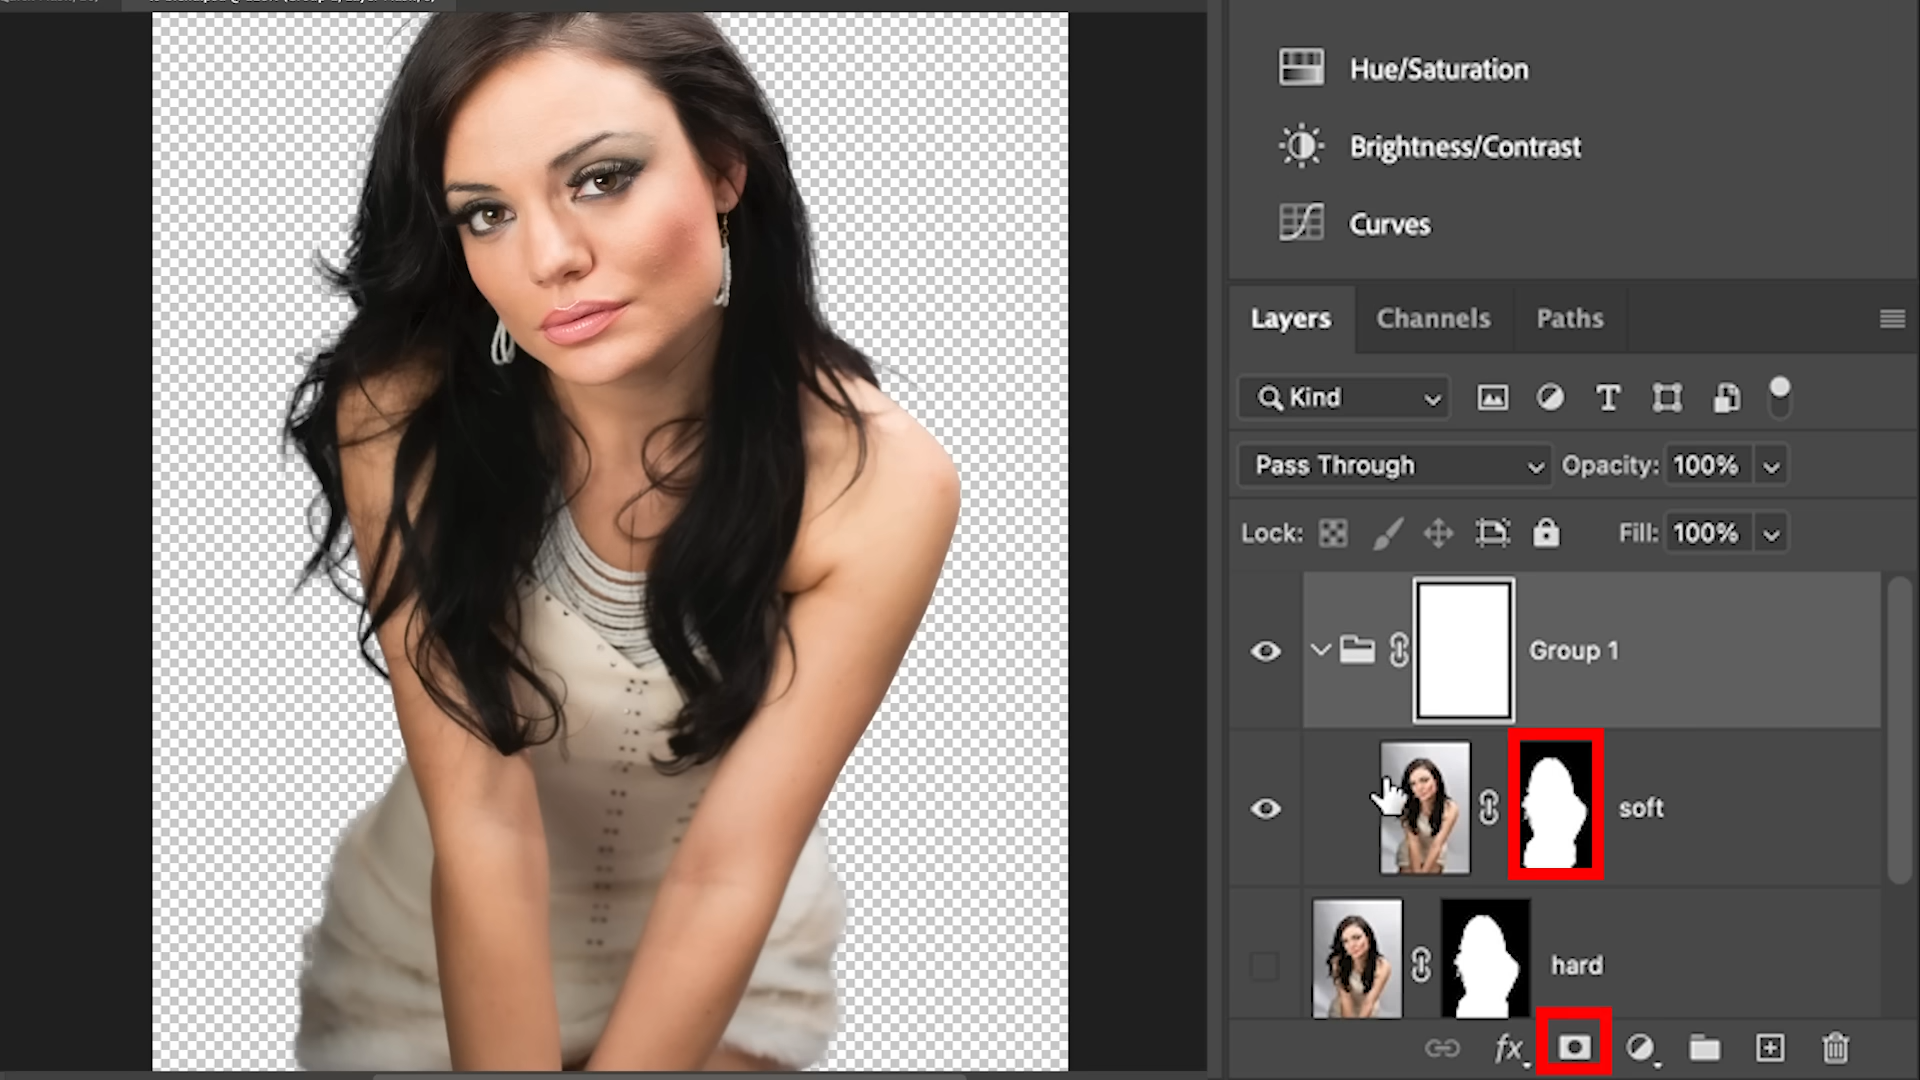 Hue/Saturation
Brightness/Contrast
Curves
Layers Channels Paths
Kind
Pass Through Opacity: 100%
Lock: Fill: 100%
Group 1
soft
hard
fx